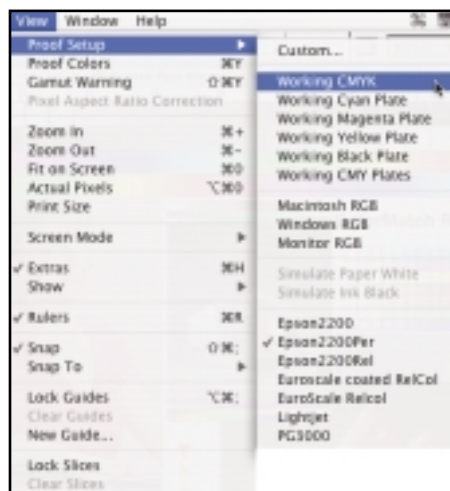 View Window Help
Proof Setup
Proof Colors ⌘Y
Gamut Warning ⇧⌘Y
Pixel Aspect Ratio Correction
Zoom In ⌘+
Zoom Out ⌘-
Fit on Screen ⌘0
Actual Pixels ⌥⌘0
Print Size
Screen Mode
✓ Extras ⌘H
Show
✓ Rulers ⌘R
✓ Snap ⇧⌘;
Snap To
Lock Guides ⌥⌘;
Clear Guides
New Guide...
Lock Slices
Clear Slices
Custom...
Working CMYK
Working Cyan Plate
Working Magenta Plate
Working Yellow Plate
Working Black Plate
Working CMY Plates
Macintosh RGB
Windows RGB
Monitor RGB
Simulate Paper White
Simulate Ink Black
Epson2200
✓ Epson2200Per
Epson2200Rel
Euroscale coated RelCol
EuroScale Relcol
Lightjet
PG3000